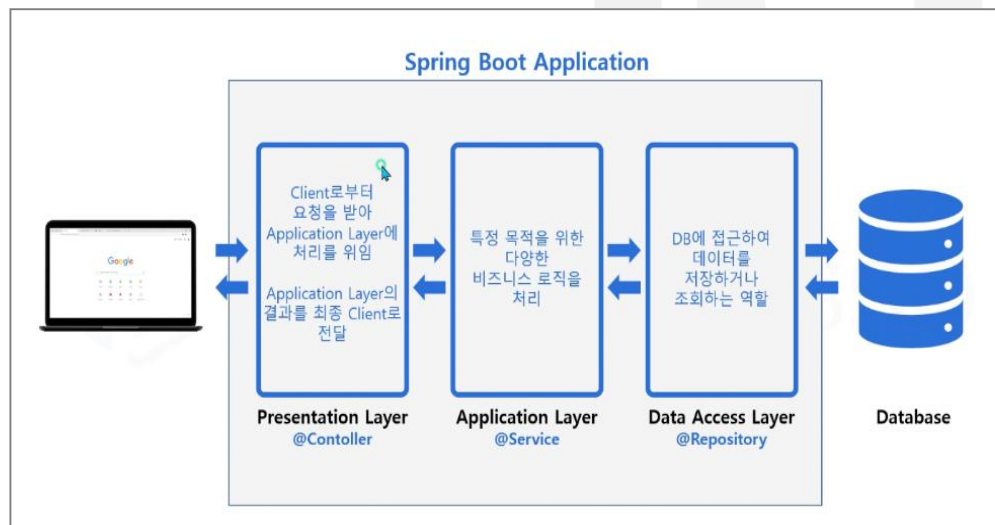 Spring Boot Application
Client로부터
요청을 받아
Application Layer에
처리를 위임
Application Layer의
결과를 최종 Client로
전달
특정 목적을 위한
다양한
비즈니스 로직을
처리
DB에 접근하여
데이터를
저장하거나
조회하는 역할
Google
Presentation Layer
@Contoller
Application Layer
@Service
Data Access Layer
@Repository
Database